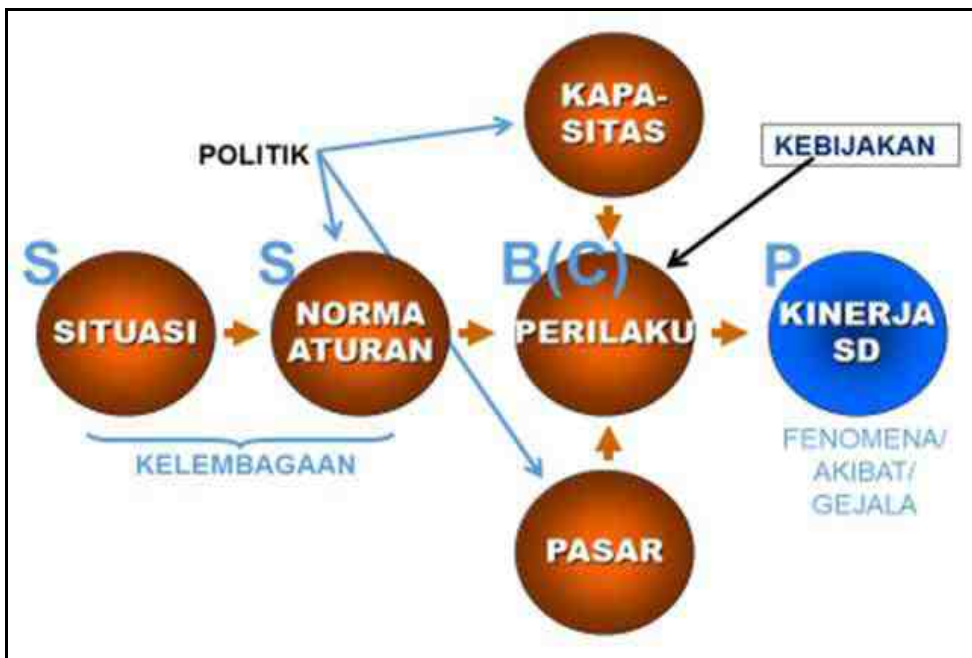 KAPA-
SITAS
POLITIK
KEBIJAKAN
S
S
B(C)
P
SITUASI
NORMA
ATURAN
PERILAKU
KINERJA
SD
KELEMBAGAAN
FENOMENA/
AKIBAT/
GEJALA
PASAR